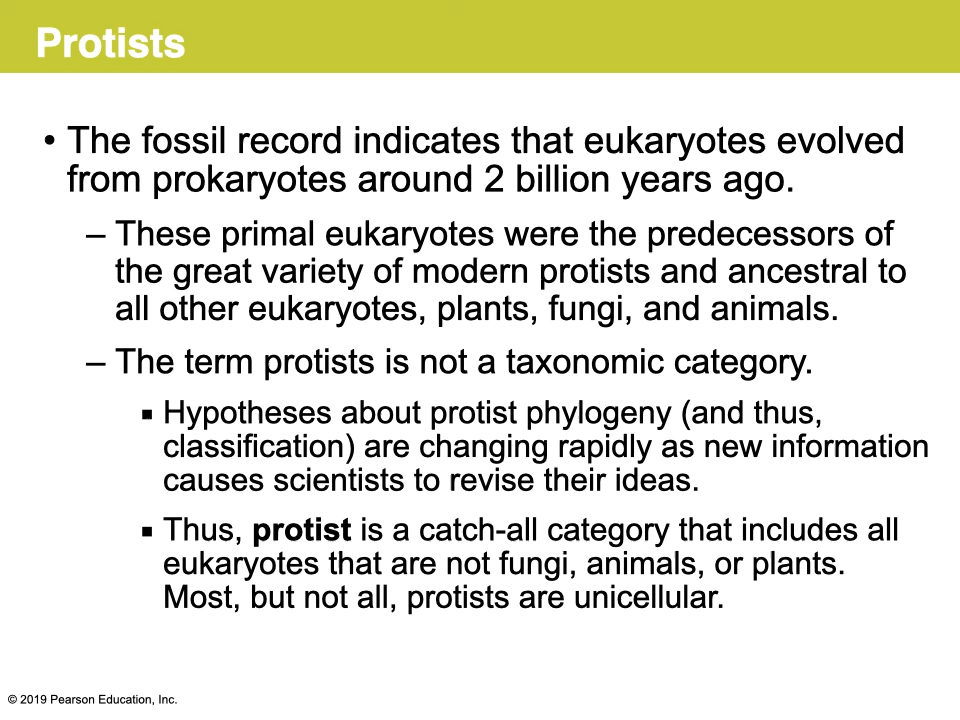 Protists
• The fossil record indicates that eukaryotes evolved
from prokaryotes around 2 billion years ago.
– These primal eukaryotes were the predecessors of
the great variety of modern protists and ancestral to
all other eukaryotes, plants, fungi, and animals.
– The term protists is not a taxonomic category.
▪ Hypotheses about protist phylogeny (and thus,
classification) are changing rapidly as new information
causes scientists to revise their ideas.
▪ Thus, protist is a catch-all category that includes all
eukaryotes that are not fungi, animals, or plants.
Most, but not all, protists are unicellular.
© 2019 Pearson Education, Inc.